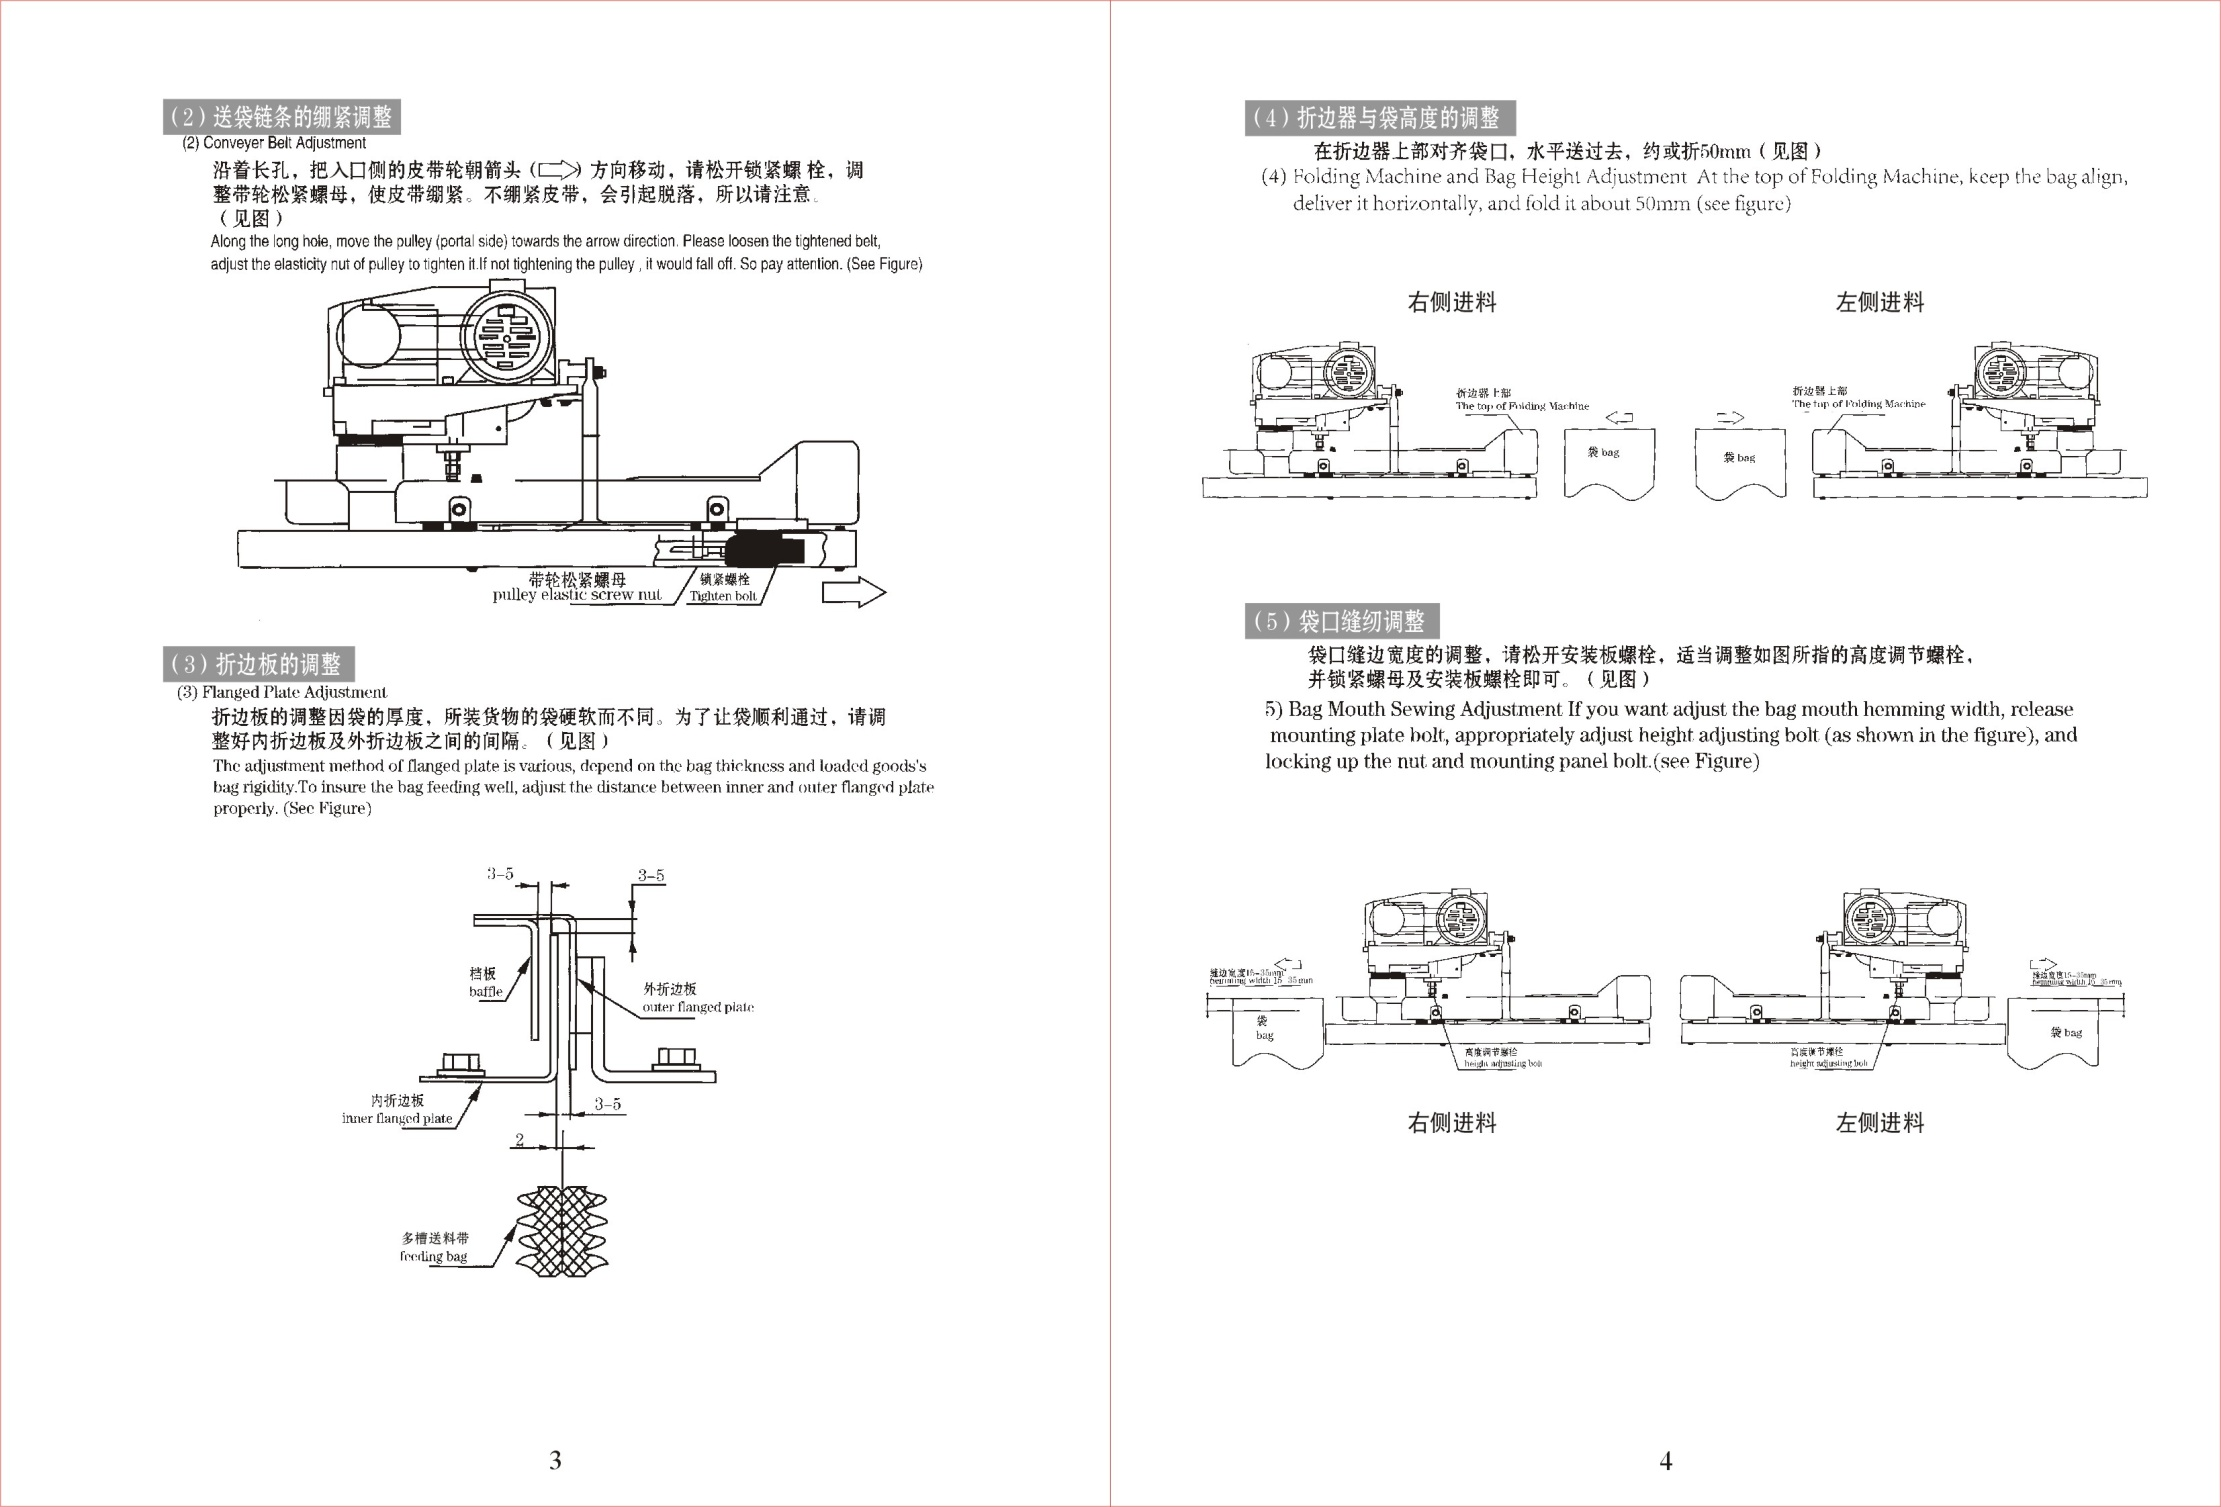 (2)送袋链条的绷紧调整
(2) Conveyer Belt Adjustment
沿着长孔，把入口侧的皮带轮朝箭头（⇨）方向移动，请松开锁紧螺 栓，调
整带轮松紧螺母，使皮带绷紧。不绷紧皮带，会引起脱落，所以请注意。
（见图）
Along the long hole, move the pulley (portal side) towards the arrow direction. Please loosen the tightened belt,
adjust the elasticity nut of pulley to tighten it.If not tightening the pulley , it would fall off. So pay attention. (See Figure)
带轮松紧螺母
pulley elastic screw nut
锁紧螺栓
Tighten bolt
(3)折边板的调整
(3) Flanged Plate Adjustment
折边板的调整因袋的厚度，所装货物的袋硬软而不同。为了让袋顺利通过，请调
整好内折边板及外折边板之间的间隔。（见图）
The adjustment method of flanged plate is various, depend on the bag thickness and loaded goods's
bag rigidity.To insure the bag feeding well, adjust the distance between inner and outer flanged plate
properly. (See Figure)
3-5
3-5
档板
baffle
外折边板
outer flanged plate
内折边板
inner flanged plate
3-5
2
多槽送料带
feeding bag
3
(4)折边器与袋高度的调整
在折边器上部对齐袋口，水平送过去，约或折50mm（见图）
(4) Folding Machine and Bag Height Adjustment At the top of Folding Machine, keep the bag align,
deliver it horizontally, and fold it about 50mm (see figure)
右侧进料
左侧进料
折边器上部
The top of Folding Machine
袋 bag
袋 bag
折边器上部
The top of Folding Machine
(5)袋口缝纫调整
袋口缝边宽度的调整，请松开安装板螺栓，适当调整如图所指的高度调节螺栓，
并锁紧螺母及安装板螺栓即可。（见图）
5) Bag Mouth Sewing Adjustment If you want adjust the bag mouth hemming width, release
mounting plate bolt, appropriately adjust height adjusting bolt (as shown in the figure), and
locking up the nut and mounting panel bolt.(see Figure)
缝边宽度15-35mm
hemming width 15-35mm
袋
bag
高度调节螺栓
height adjusting bolt
高度调节螺栓
height adjusting bolt
缝边宽度15-35mm
hemming width 15-35mm
袋 bag
右侧进料
左侧进料
4